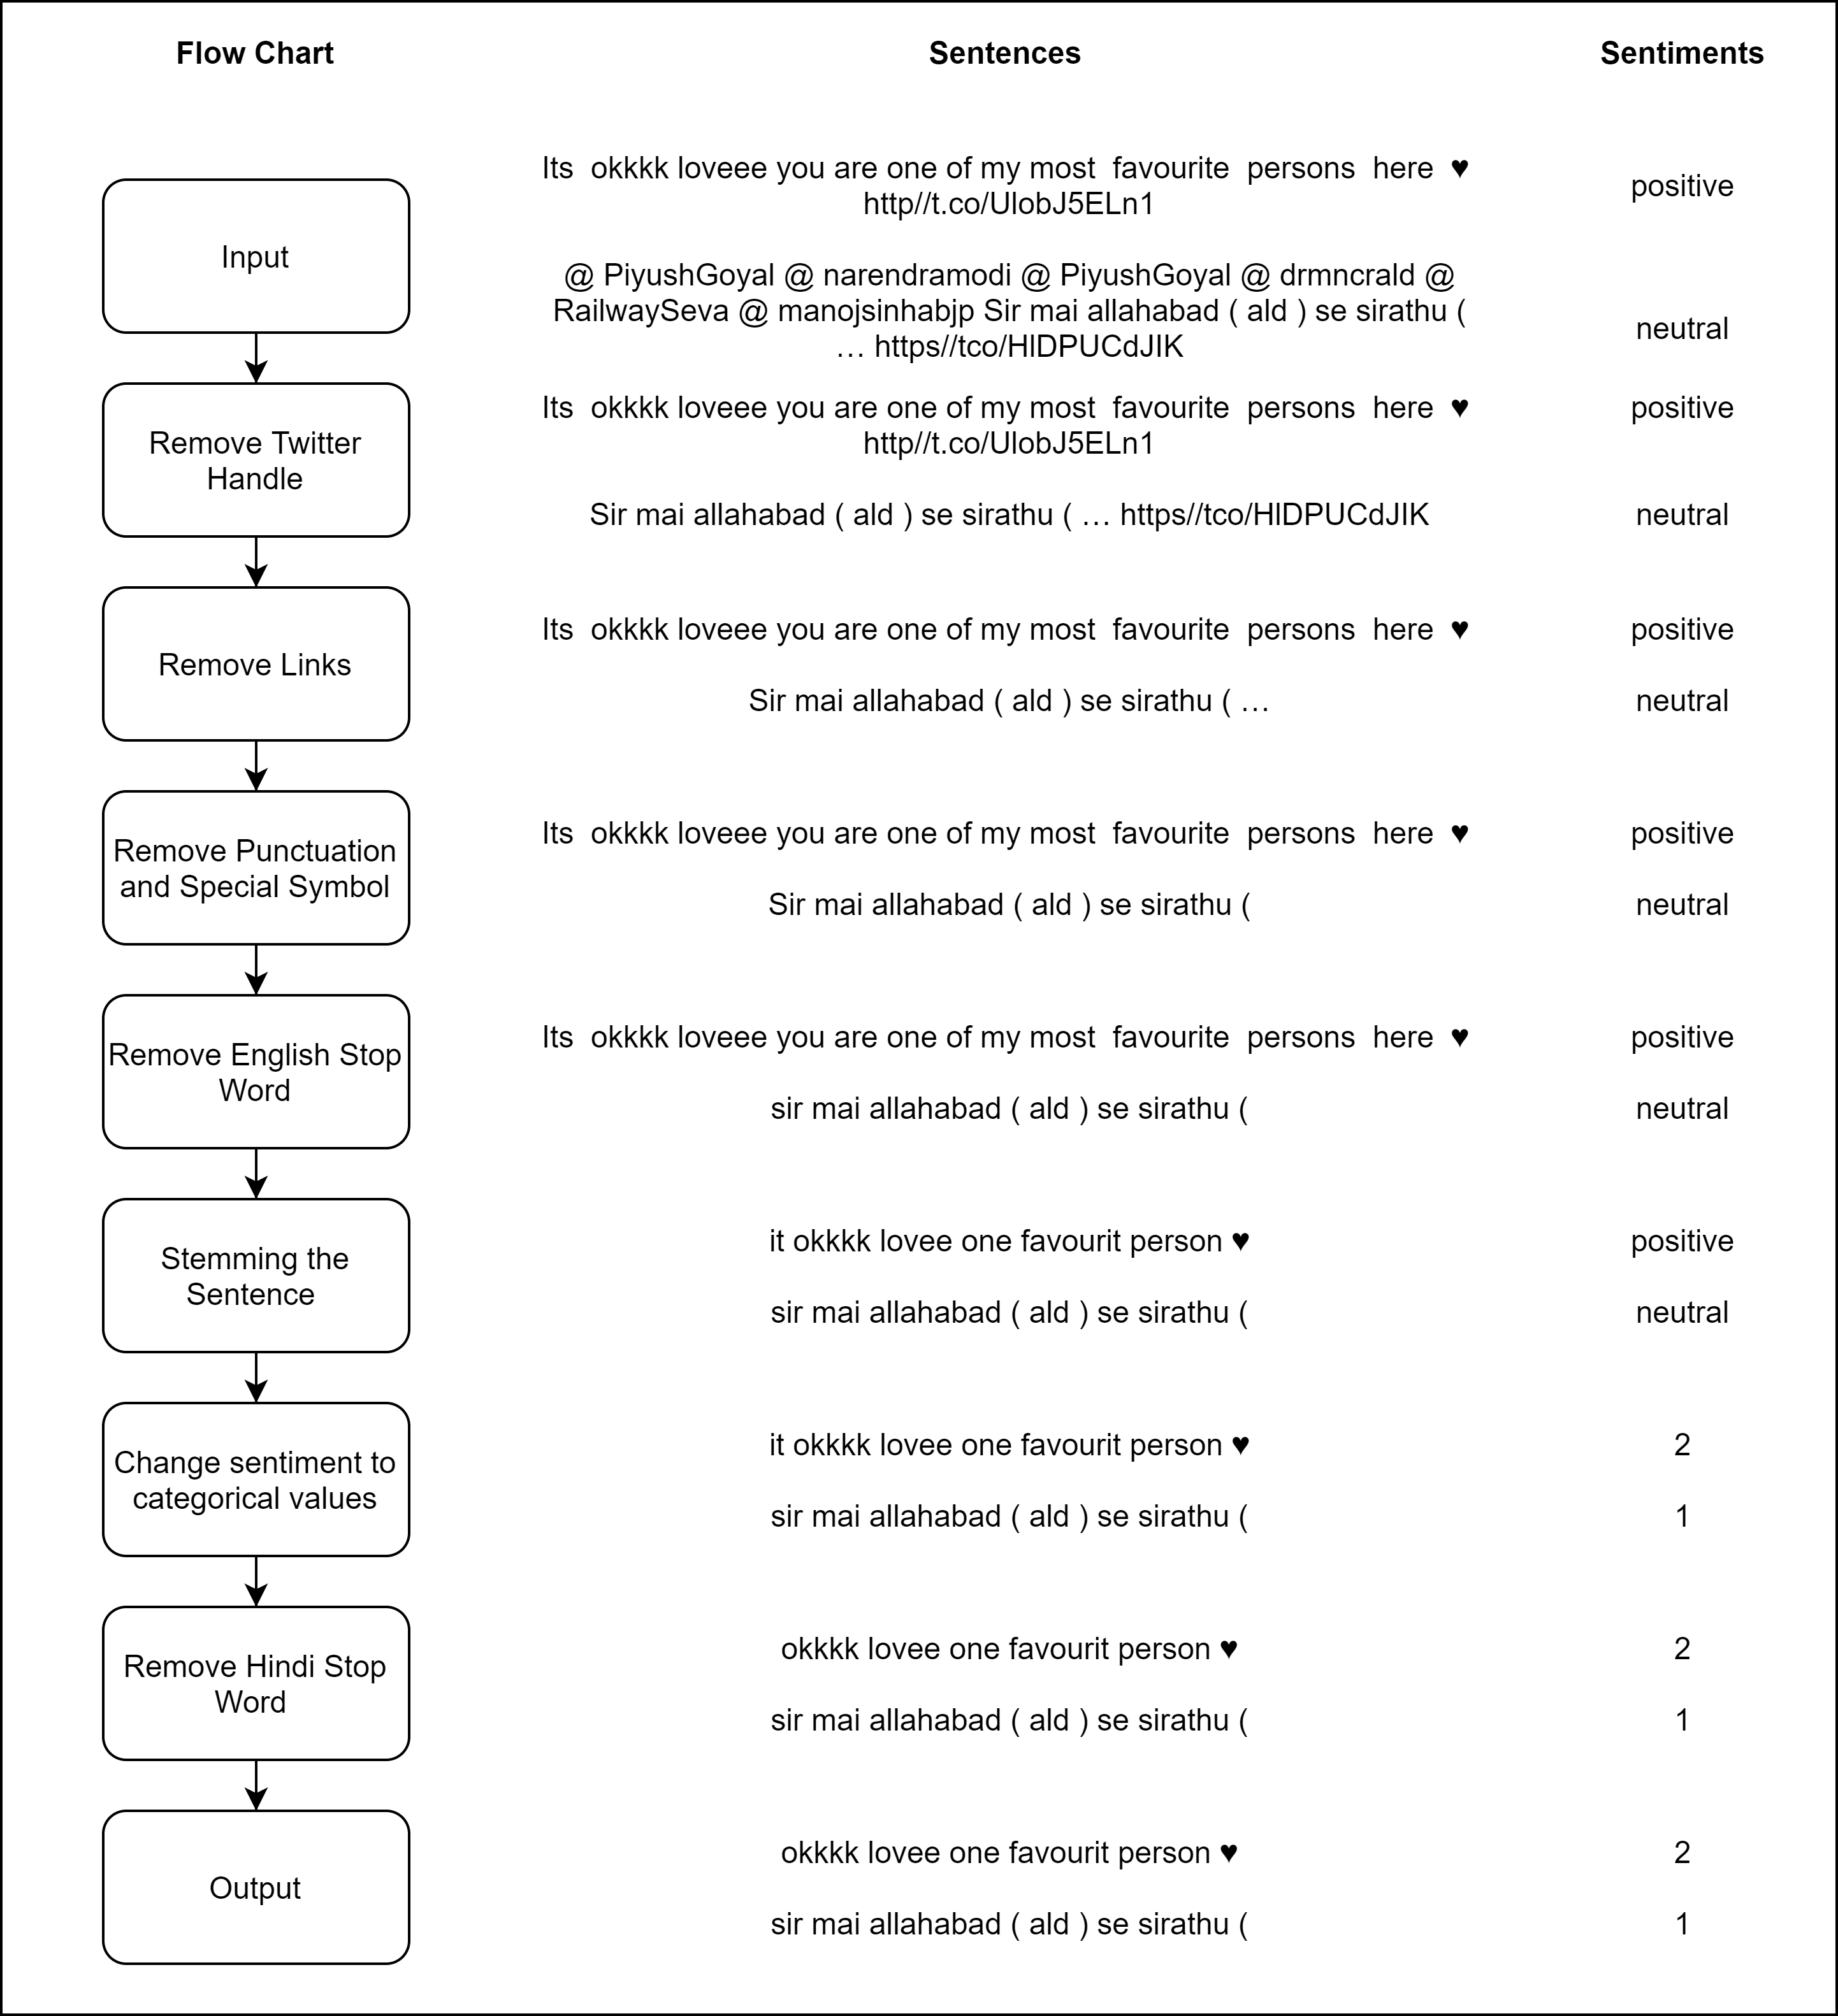 Flow Chart
Sentences
Sentiments
Input
Its  okkkk loveee you are one of my most  favourite  persons  here  ♥
http//t.co/UlobJ5ELn1
positive
@ PiyushGoyal @ narendramodi @ PiyushGoyal @ drmncrald @
RailwaySeva @ manojsinhabjp Sir mai allahabad ( ald ) se sirathu (
… https//tco/HlDPUCdJIK
neutral
Remove Twitter
Handle
Its  okkkk loveee you are one of my most  favourite  persons  here  ♥
http//t.co/UlobJ5ELn1
positive
Sir mai allahabad ( ald ) se sirathu ( … https//tco/HlDPUCdJIK
neutral
Remove Links
Its  okkkk loveee you are one of my most  favourite  persons  here  ♥
positive
Sir mai allahabad ( ald ) se sirathu ( …
neutral
Remove Punctuation
and Special Symbol
Its  okkkk loveee you are one of my most  favourite  persons  here  ♥
positive
Sir mai allahabad ( ald ) se sirathu (
neutral
Remove English Stop
Word
Its  okkkk loveee you are one of my most  favourite  persons  here  ♥
positive
sir mai allahabad ( ald ) se sirathu (
neutral
Stemming the
Sentence
it okkkk lovee one favourit person ♥
positive
sir mai allahabad ( ald ) se sirathu (
neutral
Change sentiment to
categorical values
it okkkk lovee one favourit person ♥
2
sir mai allahabad ( ald ) se sirathu (
1
Remove Hindi Stop
Word
okkkk lovee one favourit person ♥
2
sir mai allahabad ( ald ) se sirathu (
1
Output
okkkk lovee one favourit person ♥
2
sir mai allahabad ( ald ) se sirathu (
1